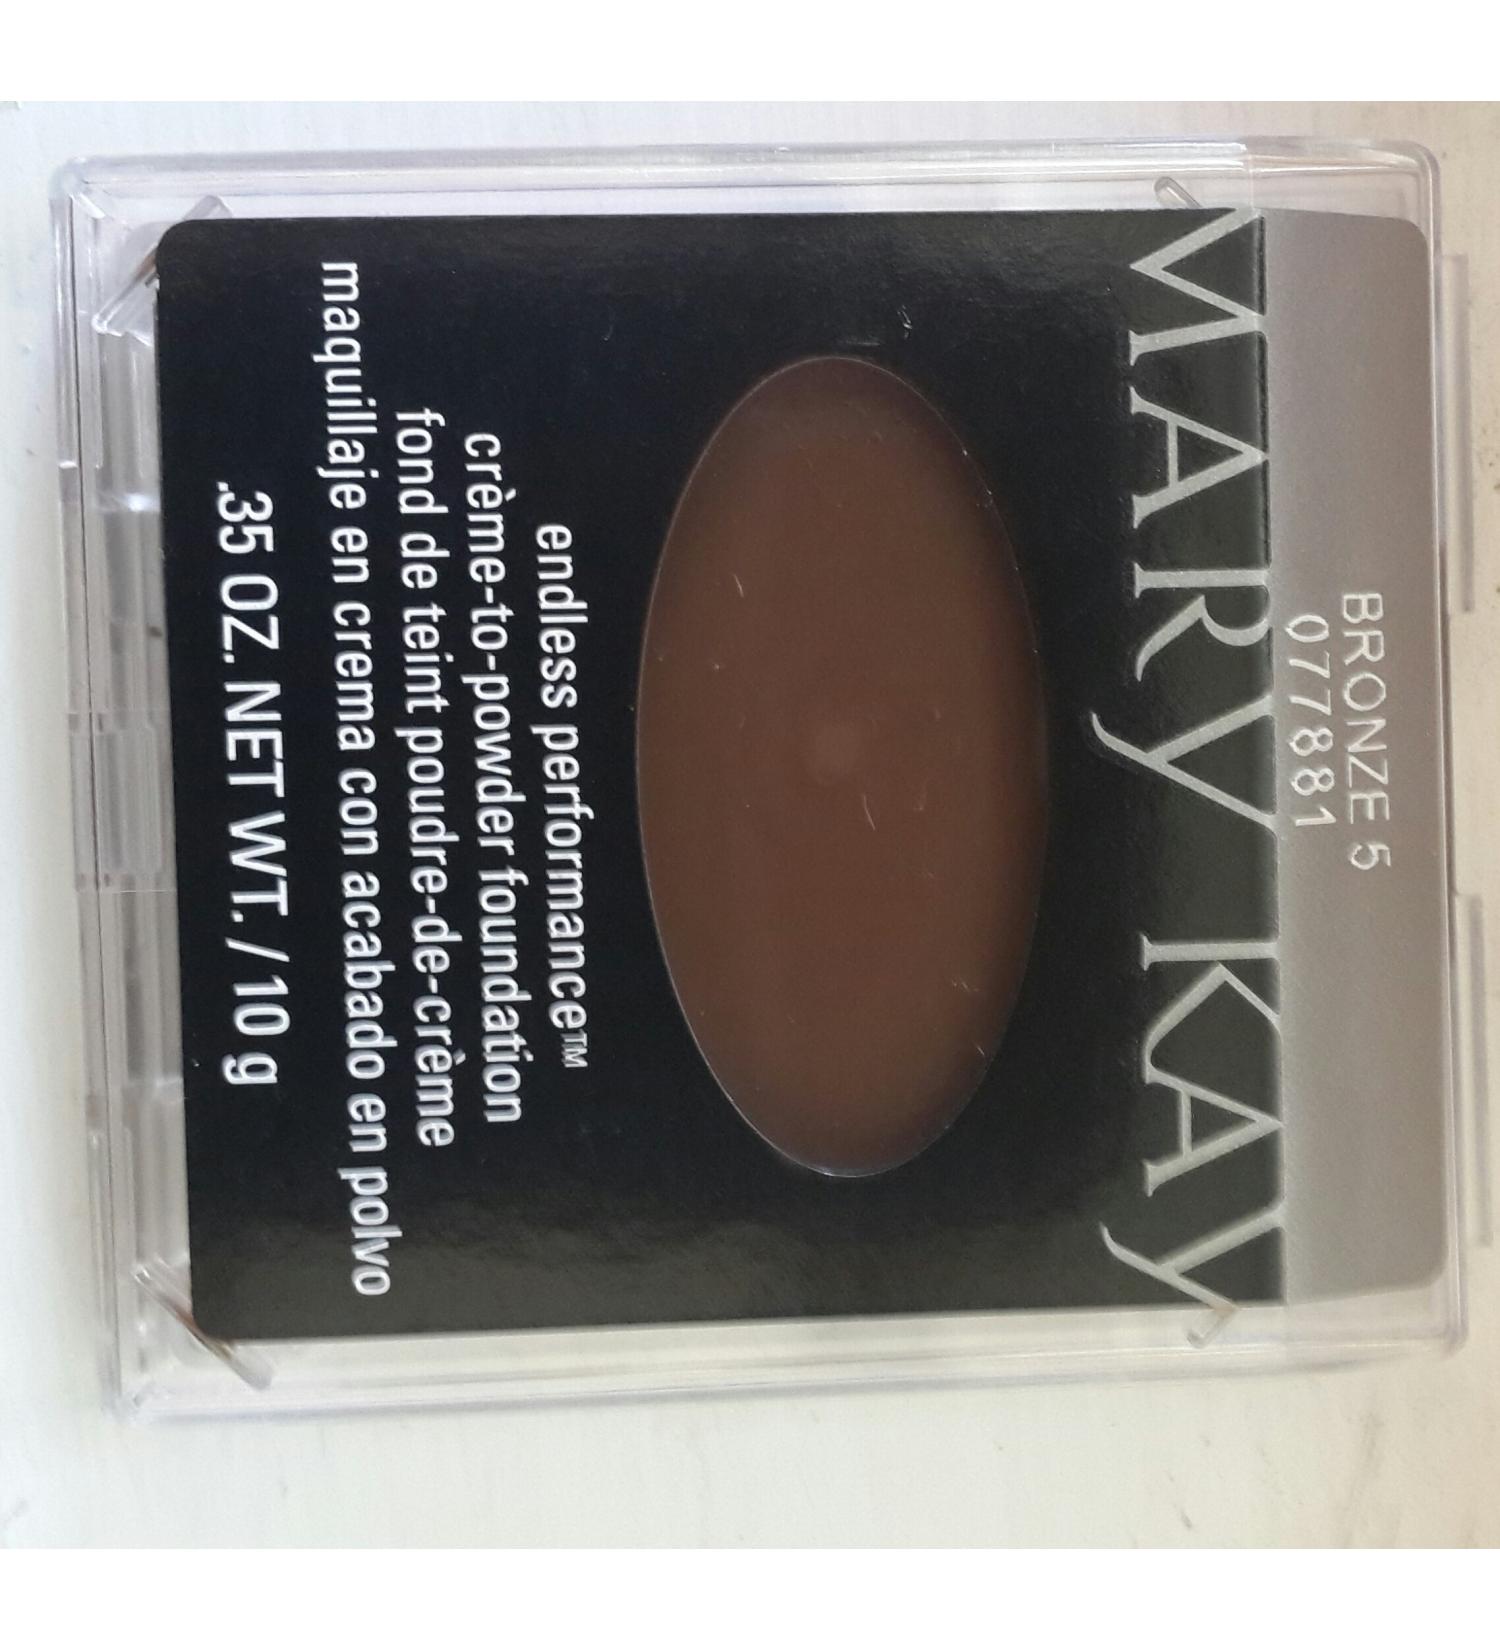 BRONZE 5
077881
MARY KAY
endless performance™
crème-to-powder foundation
fond de teint poudre-de-crème
maquillaje en crema con acabado en polvo
.35 OZ. NET WT. / 10 g